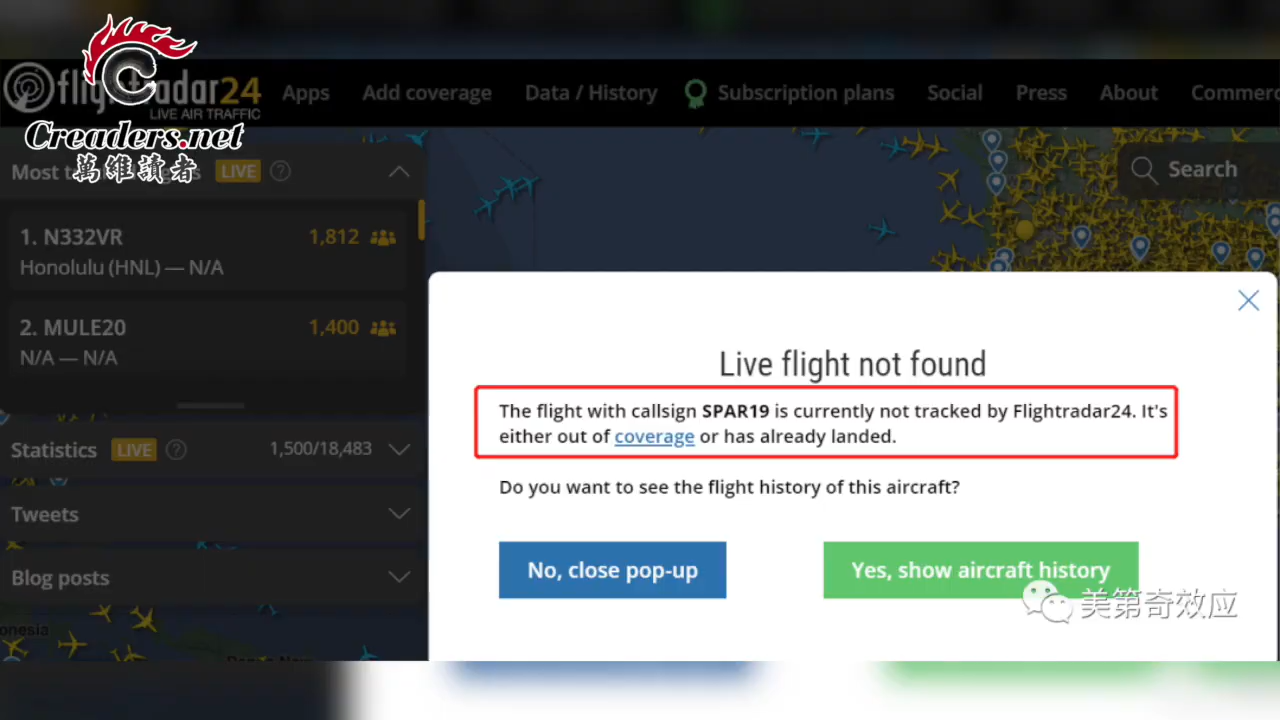 flightradar24
LIVE AIR TRAFFIC
Apps
Add coverage
Data / History
Subscription plans
Social
Press
About
Creaders.net
萬維讀者
Most
LIVE
Search
1. N332VR
1,812
Honolulu (HNL) — N/A
2. MULE20
1,400
N/A — N/A
Statistics
LIVE
1,500/18,483
Tweets
Blog posts
Live flight not found
The flight with callsign SPAR19 is currently not tracked by Flightradar24. It's
either out of coverage or has already landed.
Do you want to see the flight history of this aircraft?
No, close pop-up
Yes, show aircraft history
美第奇效应